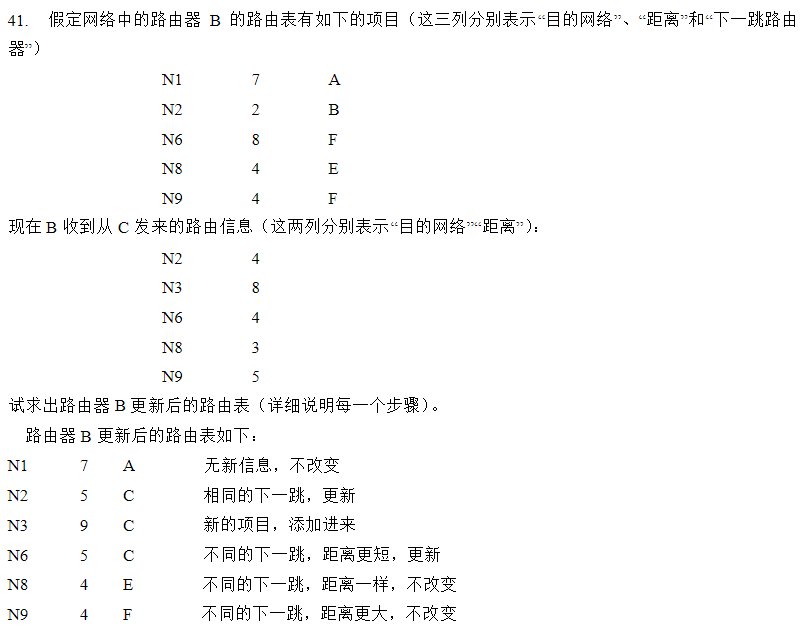 41. 假定网络中的路由器 B 的路由表有如下的项目（这三列分别表示“目的网络”、“距离”和“下一跳路由
器”）
N1 7 A
N2 2 B
N6 8 F
N8 4 E
N9 4 F
现在 B 收到从 C 发来的路由信息（这两列分别表示“目的网络”“距离”）：
N2 4
N3 8
N6 4
N8 3
N9 5
试求出路由器 B 更新后的路由表（详细说明每一个步骤）。
路由器 B 更新后的路由表如下：
N1 7 A 无新信息，不改变
N2 5 C 相同的下一跳，更新
N3 9 C 新的项目，添加进来
N6 5 C 不同的下一跳，距离更短，更新
N8 4 E 不同的下一跳，距离一样，不改变
N9 4 F 不同的下一跳，距离更大，不改变